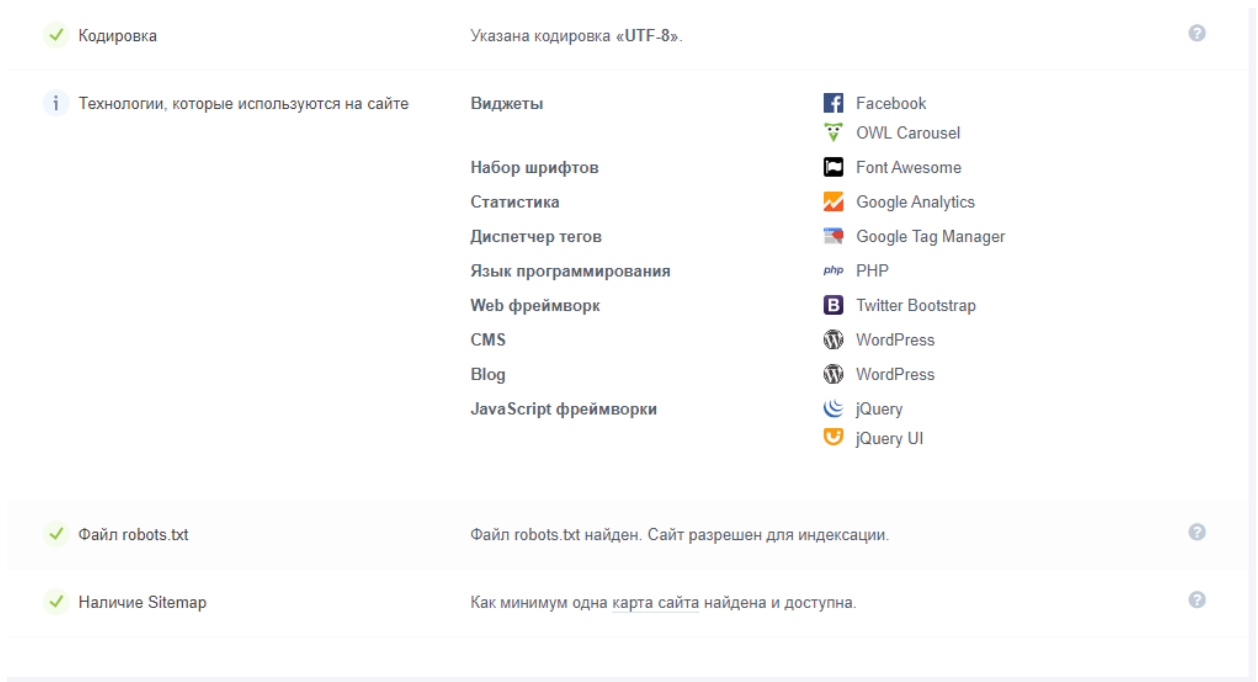 Кодировка
Указана кодировка «UTF-8».
Технологии, которые используются на сайте
Виджеты
Facebook
OWL Carousel
Набор шрифтов
Font Awesome
Статистика
Google Analytics
Диспетчер тегов
Google Tag Manager
Язык программирования
php PHP
Web фреймворк
Twitter Bootstrap
CMS
WordPress
Blog
WordPress
JavaScript фреймворки
jQuery
jQuery UI
Файл robots.txt
Файл robots.txt найден. Сайт разрешен для индексации.
Наличие Sitemap
Как минимум одна карта сайта найдена и доступна.